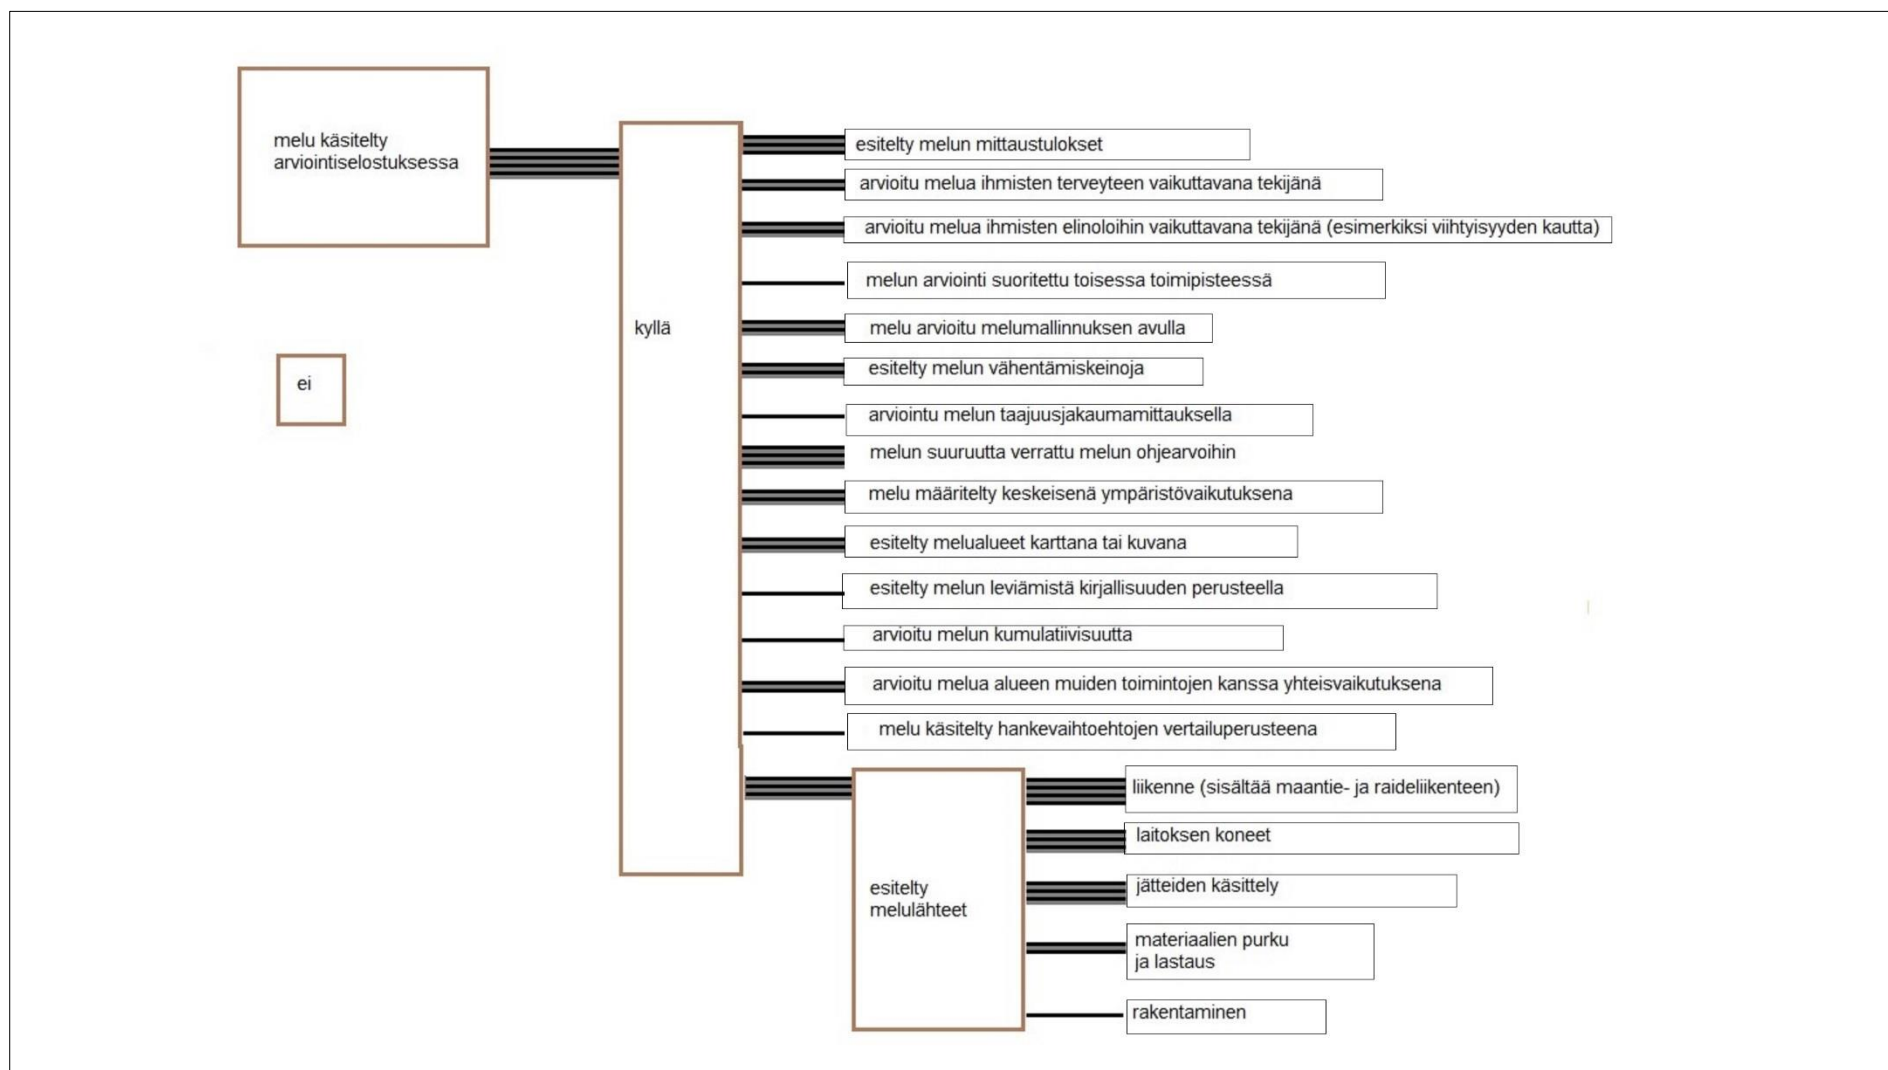 melu käsitelty
arviointiselostuksessa
ei
kyllä
esitelty melun mittaustulokset
arvioitu melua ihmisten terveyteen vaikuttavana tekijänä
arvioitu melua ihmisten elinoloihin vaikuttavana tekijänä (esimerkiksi viihtyisyyden kautta)
melun arviointi suoritettu toisessa toimipisteessä
melu arvioitu melumallinnuksen avulla
esitelty melun vähentämiskeinoja
arviointu melun taajuusjakaumamittauksella
melun suuruutta verrattu melun ohjearvoihin
melu määritelty keskeisenä ympäristövaikutuksena
esitelty melualueet karttana tai kuvana
esitelty melun leviämistä kirjallisuuden perusteella
arvioitu melun kumulatiivisuutta
arvioitu melua alueen muiden toimintojen kanssa yhteisvaikutuksena
melu käsitelty hankevaihtoehtojen vertailuperusteena
esitelty
melulähteet
liikenne (sisältää maantie- ja raideliikenteen)
laitoksen koneet
jätteiden käsittely
materiaalien purku
ja lastaus
rakentaminen